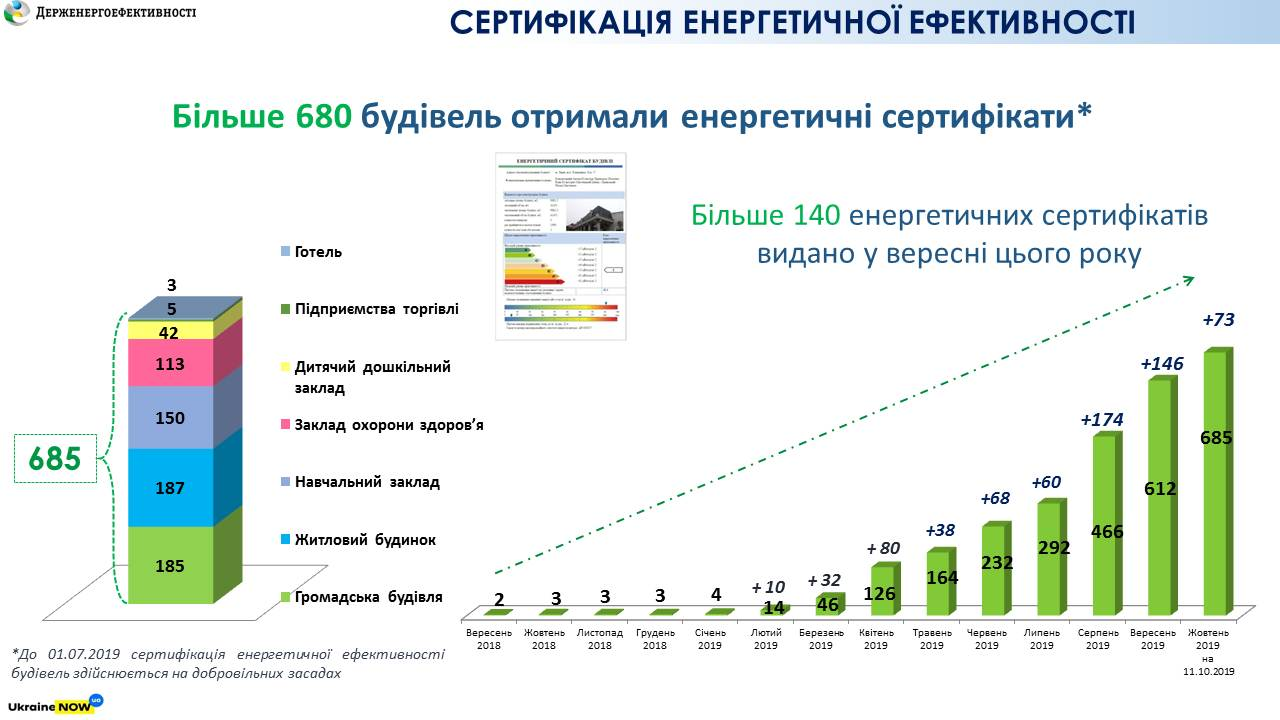 ДЕРЖЕНЕРГОЕФЕКТИВНОСТІ
СЕРТИФІКАЦІЯ ЕНЕРГЕТИЧНОЇ ЕФЕКТИВНОСТІ
Більше 680 будівель отримали енергетичні сертифікати*
ЕНЕРГЕТИЧНИЙ СЕРТИФІКАТ БУДІВЛІ
Більше 140 енергетичних сертифікатів
видано у вересні цього року
3
5
42
113
150
187
185
685
Готель
Підприємства торгівлі
Дитячий дошкільний
заклад
Заклад охорони здоров’я
Навчальний заклад
Житловий будинок
Громадська будівля
+ 10
+ 32
+ 80
+38
+68
+60
+174
+146
+73
2
3
3
3
4
14
46
126
164
232
292
466
612
685
Вересень
2018
Жовтень
2018
Листопад
2018
Грудень
2018
Січень
2019
Лютий
2019
Березень
2019
Квітень
2019
Травень
2019
Червень
2019
Липень
2019
Серпень
2019
Вересень
2019
Жовтень
2019
на
11.10.2019
*До 01.07.2019 сертифікація енергетичної ефективності
будівель здійснюється на добровільних засадах
Ukraine NOW ua